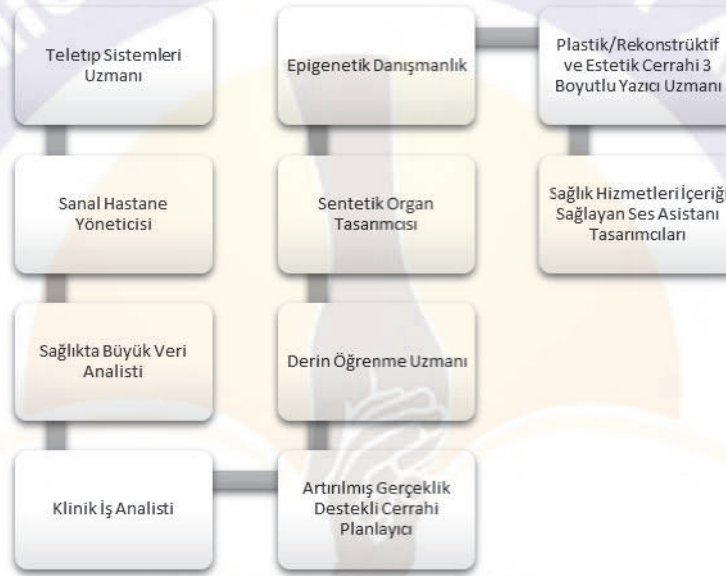 Teletıp Sistemleri
Uzmanı
Sanal Hastane
Yöneticisi
Sağlıkta Büyük Veri
Analisti
Klinik İş Analisti
Artırılmış Gerçeklik
Destekli Cerrahi
Planlayıcı
Derin Öğrenme Uzmanı
Sentetik Organ
Tasarımcısı
Epigenetik Danışmanlık
Plastik/Rekonstrüktif
ve Estetik Cerrahi 3
Boyutlu Yazıcı Uzmanı
Sağlık Hizmetleri İçeriği
Sağlayan Ses Asistanı
Tasarımcıları